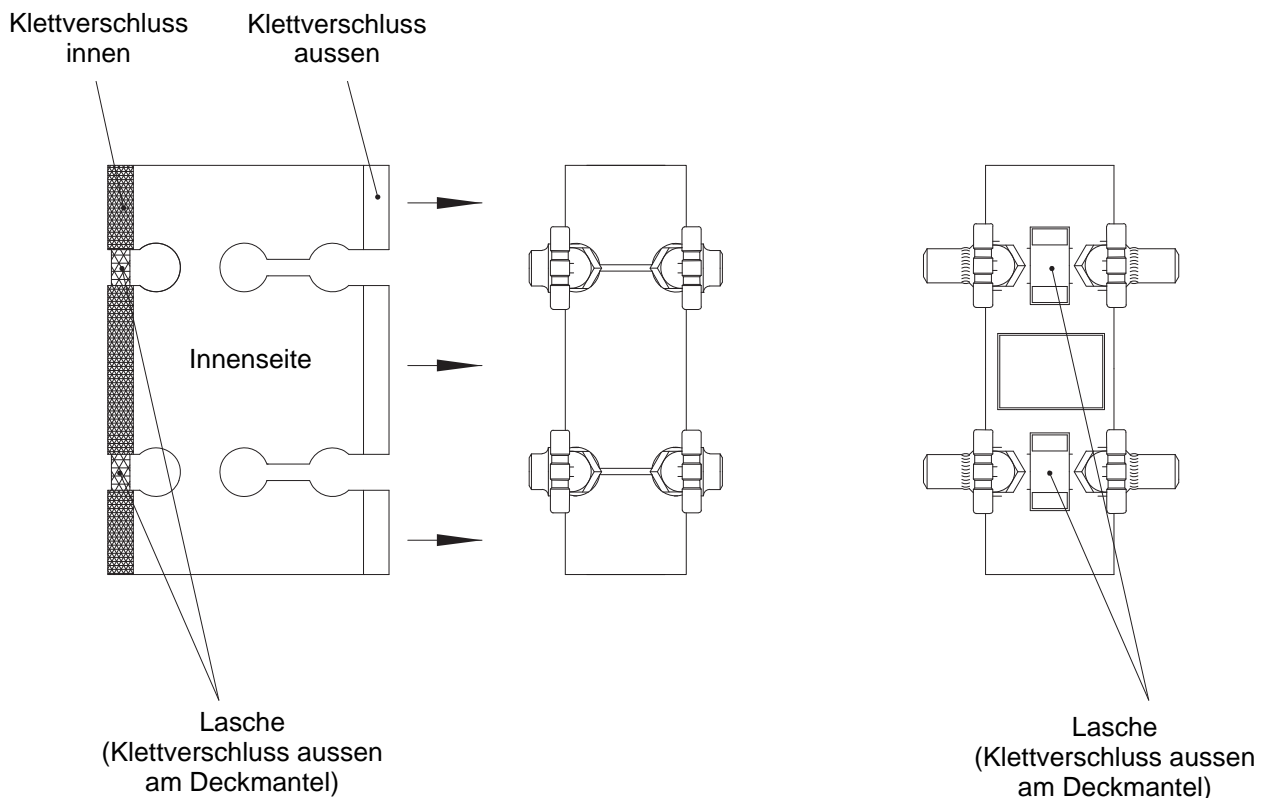 Klettverschluss
innen
Klettverschluss
aussen
Innenseite
Lasche
(Klettverschluss aussen
am Deckmantel)
Lasche
(Klettverschluss aussen
am Deckmantel)